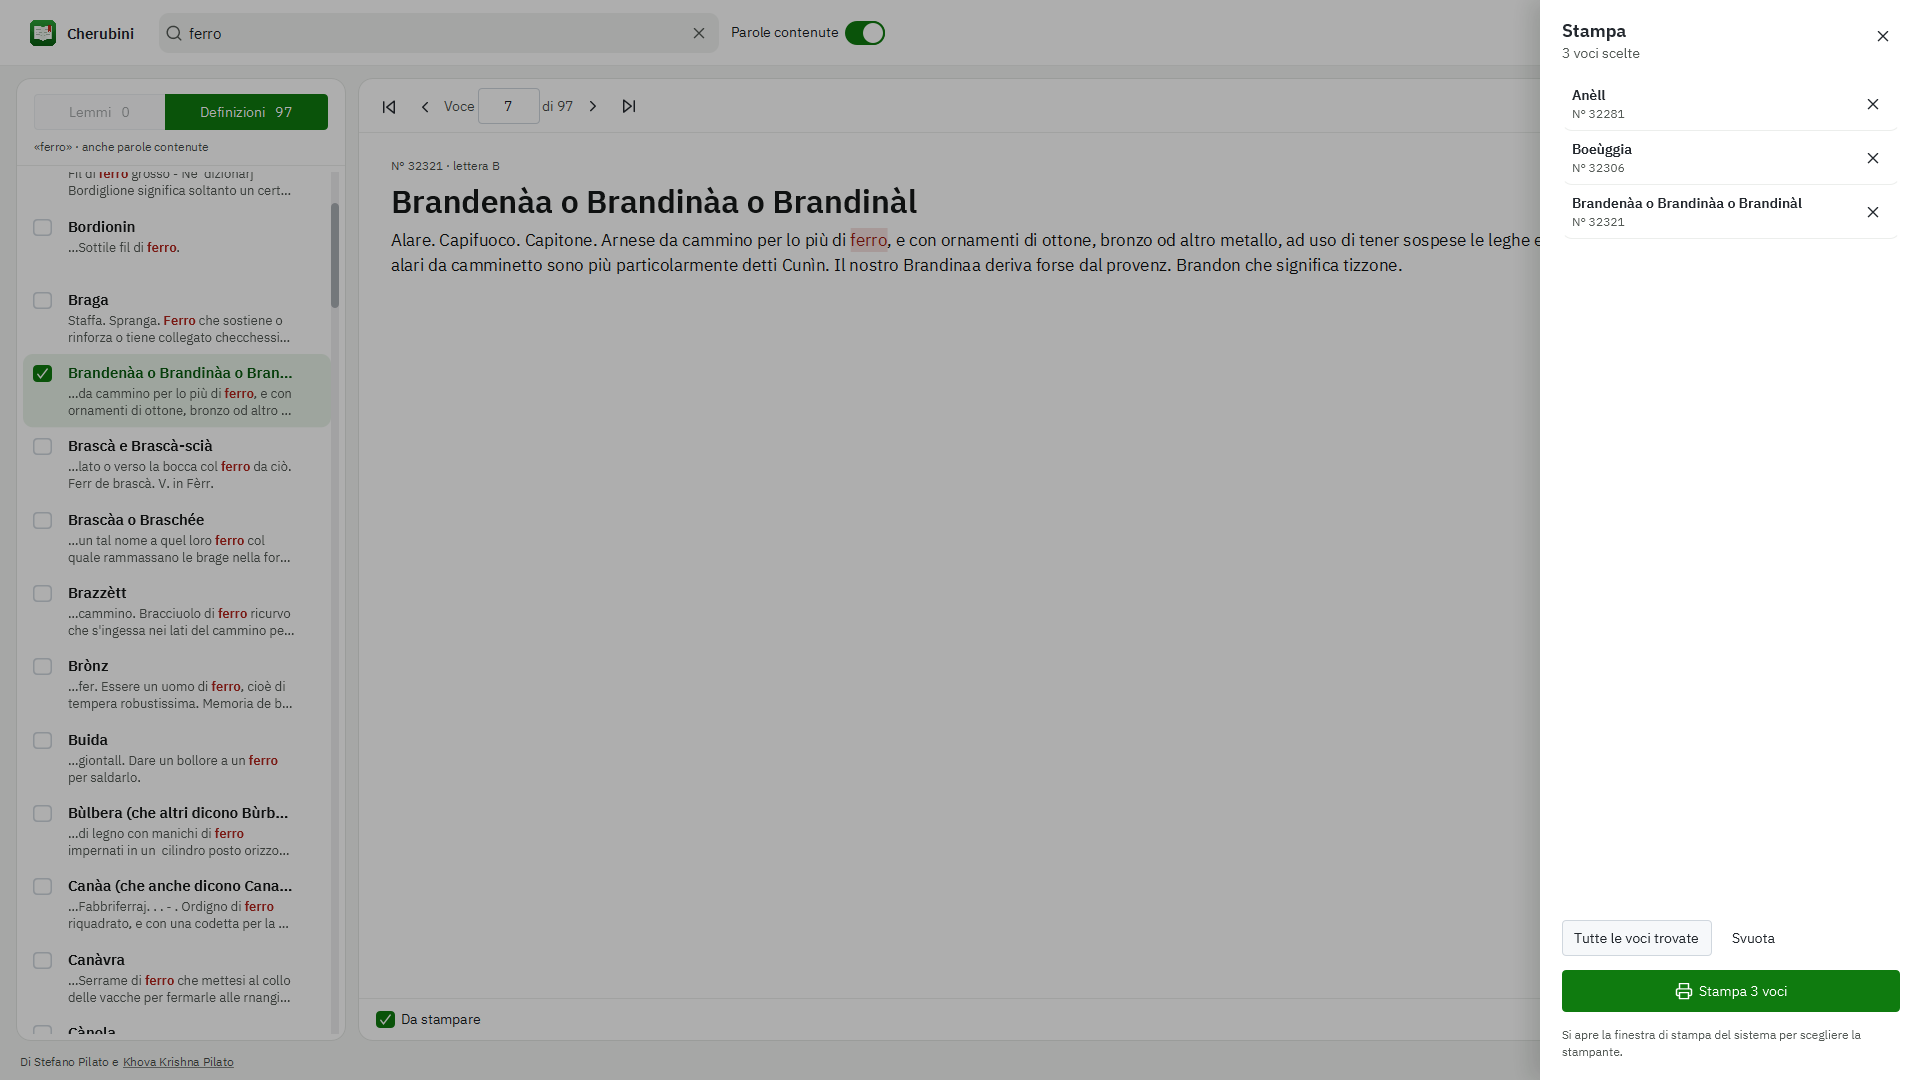 Cherubini
ferro
Parole contenute
Lemmi 0
Definizioni 97
«ferro» · anche parole contenute
Fil di ferro grosso - Ne' dizionarj
Bordiglione significa soltanto un cert...
Bordionin
...Sottile fil di ferro.
Braga
Staffa. Spranga. Ferro che sostiene o
rinforza o tiene collegato checchessi...
Brandenàa o Brandinàa o Bran...
...da cammino per lo più di ferro, e con
ornamenti di ottone, bronzo od altro ...
Brascà e Brascà-scià
...lato o verso la bocca col ferro da ciò.
Ferr de brascà. V. in Fèrr.
Brascàa o Braschée
...un tal nome a quel loro ferro col
quale rammassano le brage nella for...
Brazzètt
...cammino. Bracciuolo di ferro ricurvo
che s'ingessa nei lati del cammino pe...
Brònz
...fer. Essere un uomo di ferro, cioè di
tempera robustissima. Memoria de b...
Buida
...giontall. Dare un bollore a un ferro
per saldarlo.
Bùlbera (che altri dicono Bùrb...
...di legno con manichi di ferro
impernati in un cilindro posto orizzo...
Canàa (che anche dicono Cana...
...Fabbriferraj. . . - . Ordigno di ferro
riquadrato, e con una codetta per la ...
Canàvra
...Serrame di ferro che mettesi al collo
delle vacche per fermarle alle rnangi...
Cànola
Voce 7 di 97
N° 32321 · lettera B
Brandenàa o Brandinàa o Brandinàl
Alare. Capifuoco. Capitone. Arnese da cammino per lo più di ferro, e con ornamenti di ottone, bronzo od altro metallo, ad uso di tener sospese le leghe e
alari da camminetto sono più particolarmente detti Cunìn. Il nostro Brandinaa deriva forse dal provenz. Brandon che significa tizzone.
Da stampare
Di Stefano Pilato e Khova Krishna Pilato
Stampa
3 voci scelte
Anèll
N° 32281
Boeùggia
N° 32306
Brandenàa o Brandinàa o Brandinàl
N° 32321
Tutte le voci trovate
Svuota
Stampa 3 voci
Si apre la finestra di stampa del sistema per scegliere la
stampante.